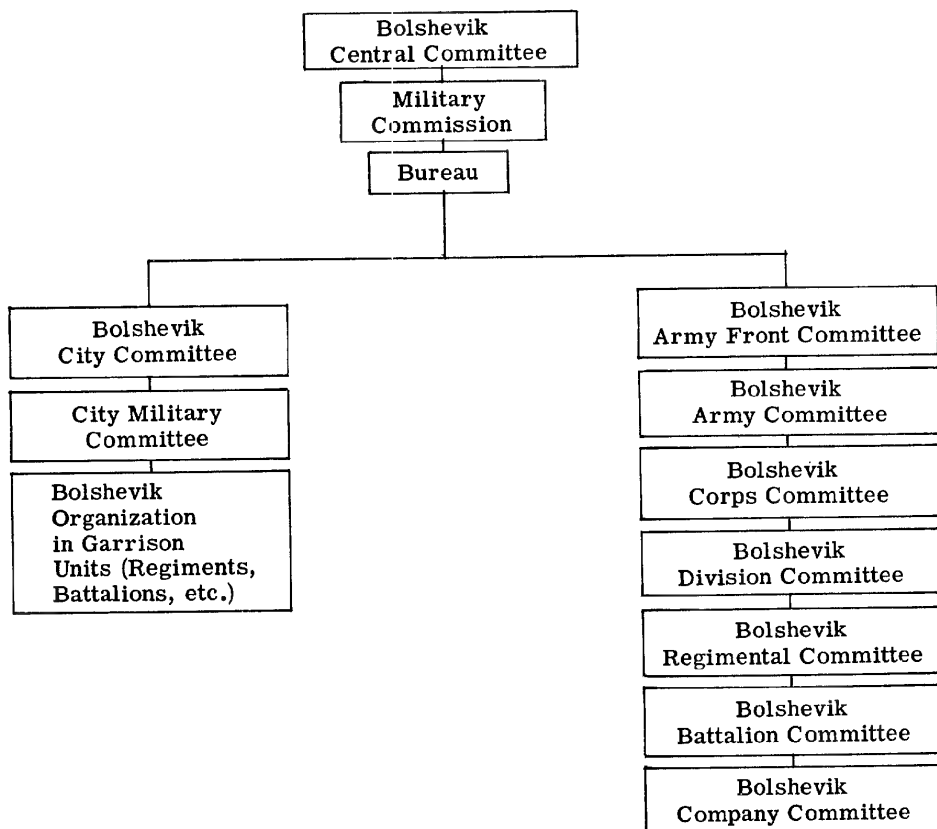 Bolshevik
Central Committee
Military
Commission
Bureau
Bolshevik
City Committee
City Military
Committee
Bolshevik
Organization
in Garrison
Units (Regiments,
Battalions, etc.)
Bolshevik
Army Front Committee
Bolshevik
Army Committee
Bolshevik
Corps Committee
Bolshevik
Division Committee
Bolshevik
Regimental Committee
Bolshevik
Battalion Committee
Bolshevik
Company Committee